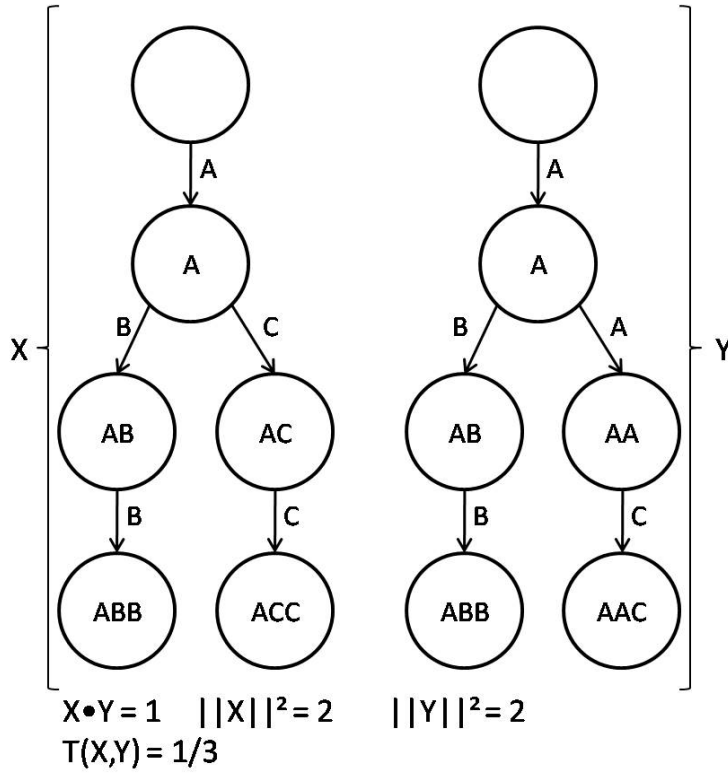 A A
A A
B C B A
X Y
AB AC AB AA
B C B C
ABB ACC ABB AAC
X•Y = 1 ||X||² = 2 ||Y||² = 2
T(X,Y) = 1/3